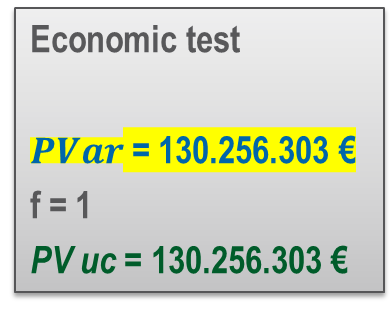 Economic test
PVar = 130.256.303 €
f = 1
PV uc = 130.256.303 €